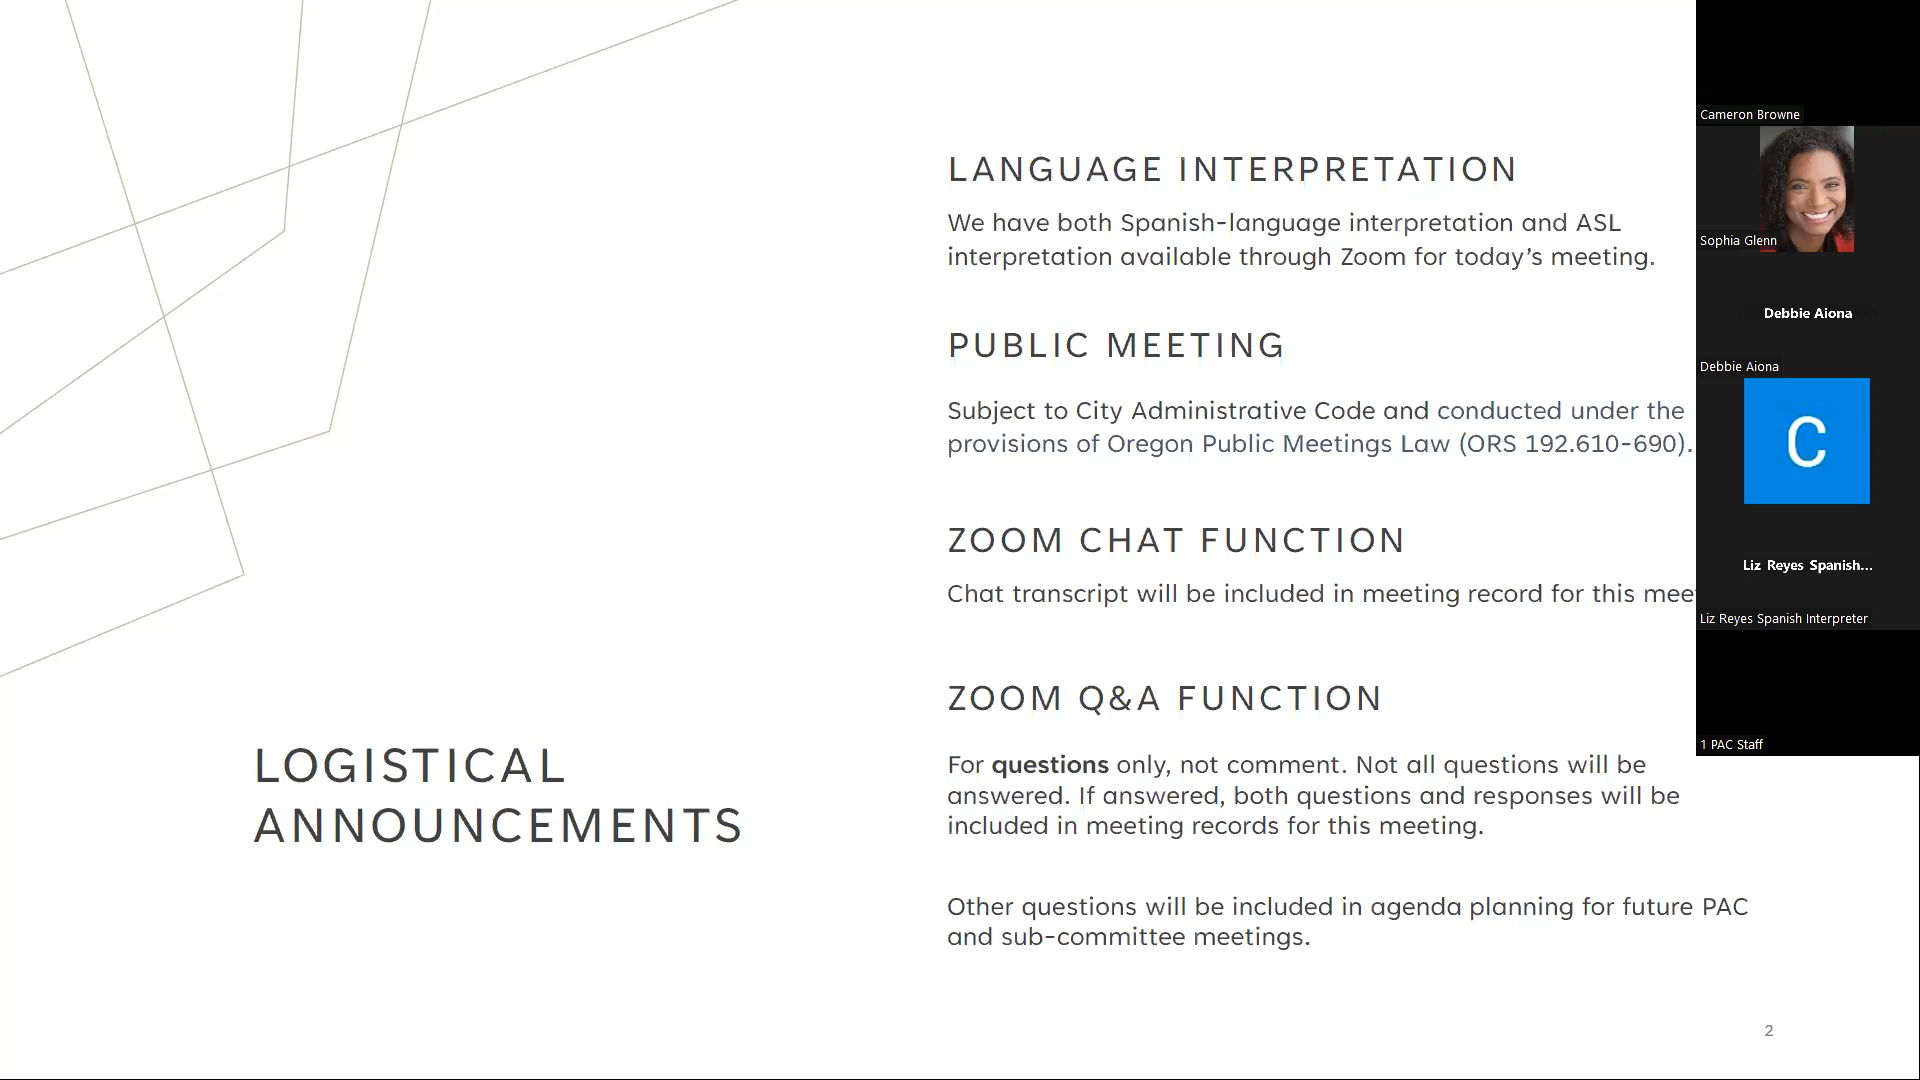 LANGUAGE INTERPRETATION
We have both Spanish-language interpretation and ASL
interpretation available through Zoom for today’s meeting.
PUBLIC MEETING
Subject to City Administrative Code and conducted under the
provisions of Oregon Public Meetings Law (ORS 192.610-690).
ZOOM CHAT FUNCTION
Chat transcript will be included in meeting record for this mee
ZOOM Q&A FUNCTION
For questions only, not comment. Not all questions will be
answered. If answered, both questions and responses will be
included in meeting records for this meeting.
Other questions will be included in agenda planning for future PAC
and sub-committee meetings.
LOGISTICAL
ANNOUNCEMENTS
2
Cameron Browne
Sophia Glenn
Debbie Aiona
Debbie Aiona
C
Liz Reyes Spanish...
Liz Reyes Spanish Interpreter
1 PAC Staff